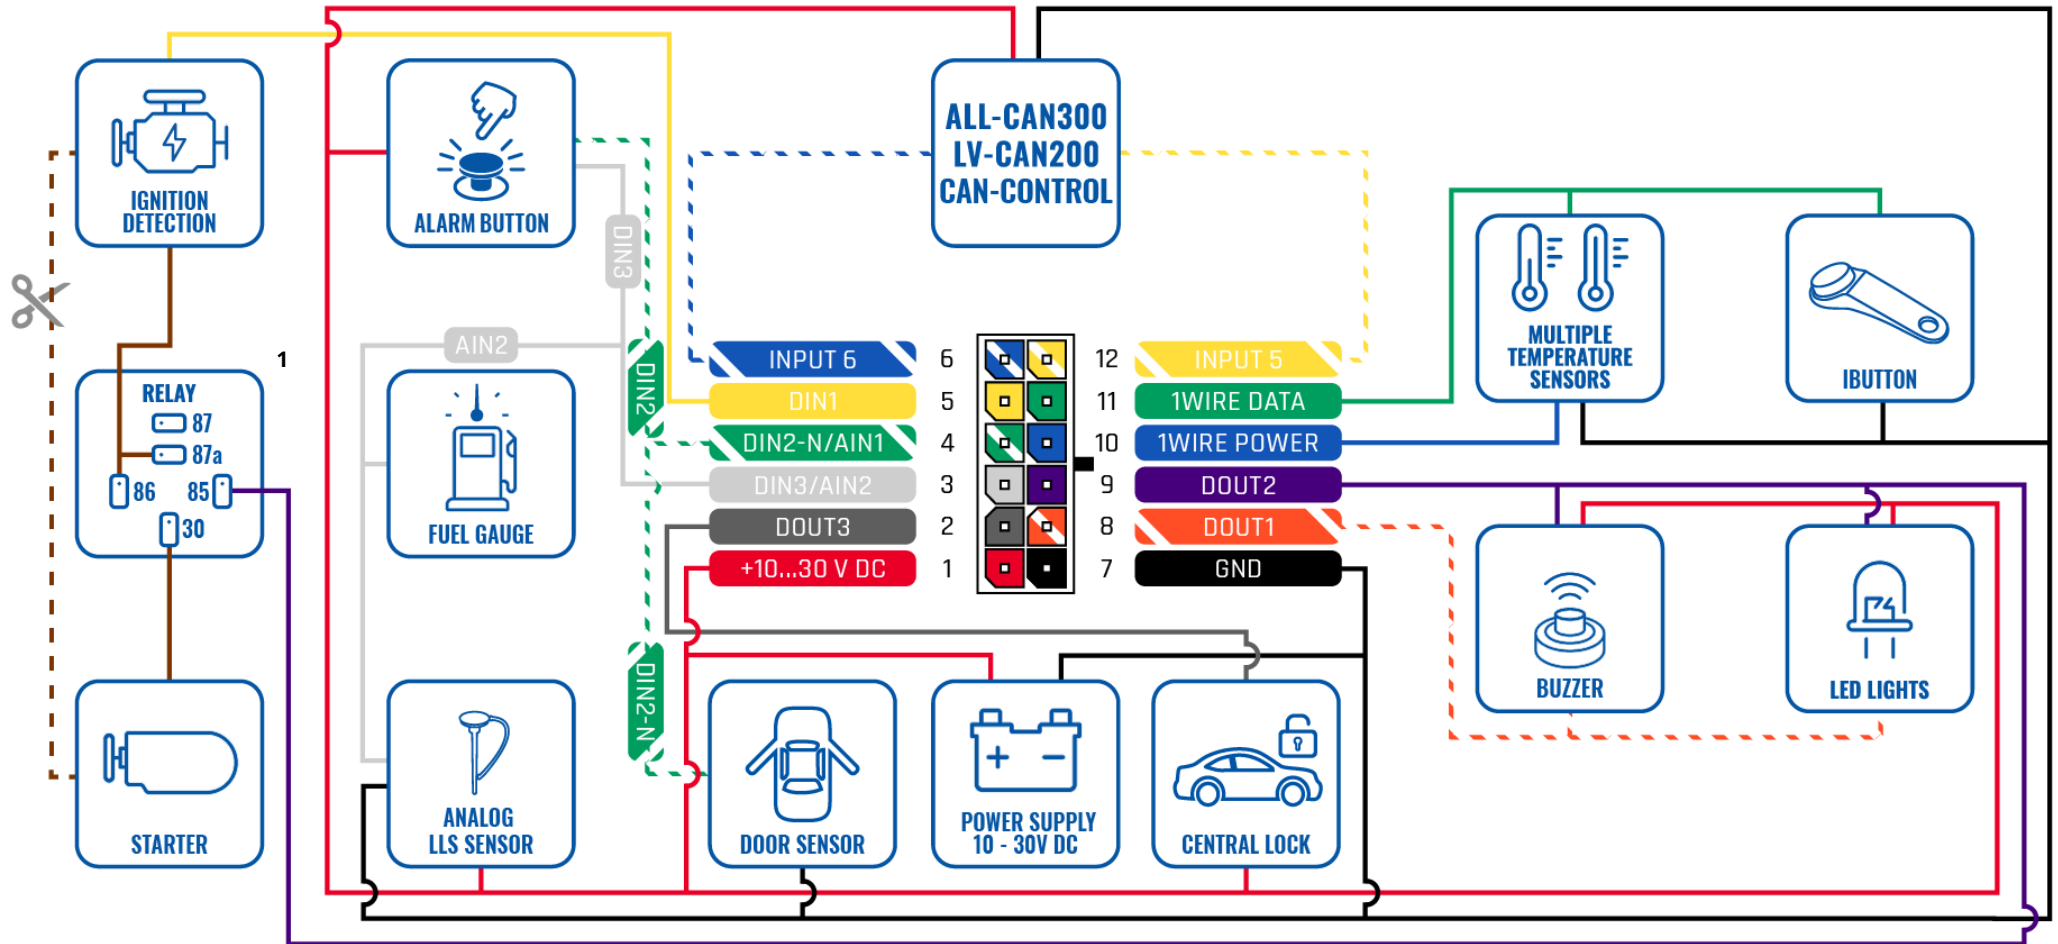 IGNITION
DETECTION
ALARM BUTTON
ALL-CAN300
LV-CAN200
CAN-CONTROL
MULTIPLE
TEMPERATURE
SENSORS
IBUTTON
DIN3
AIN2
DIN2
1
RELAY
87
87a
86
85
30
FUEL GAUGE
INPUT 6
6
12
INPUT 5
DIN1
5
11
1WIRE DATA
DIN2-N/AIN1
4
10
1WIRE POWER
DIN3/AIN2
3
9
DOUT2
DOUT3
2
8
DOUT1
+10...30 V DC
1
7
GND
BUZZER
LED LIGHTS
DIN2-N
STARTER
ANALOG
LLS SENSOR
DOOR SENSOR
POWER SUPPLY
10 - 30V DC
CENTRAL LOCK